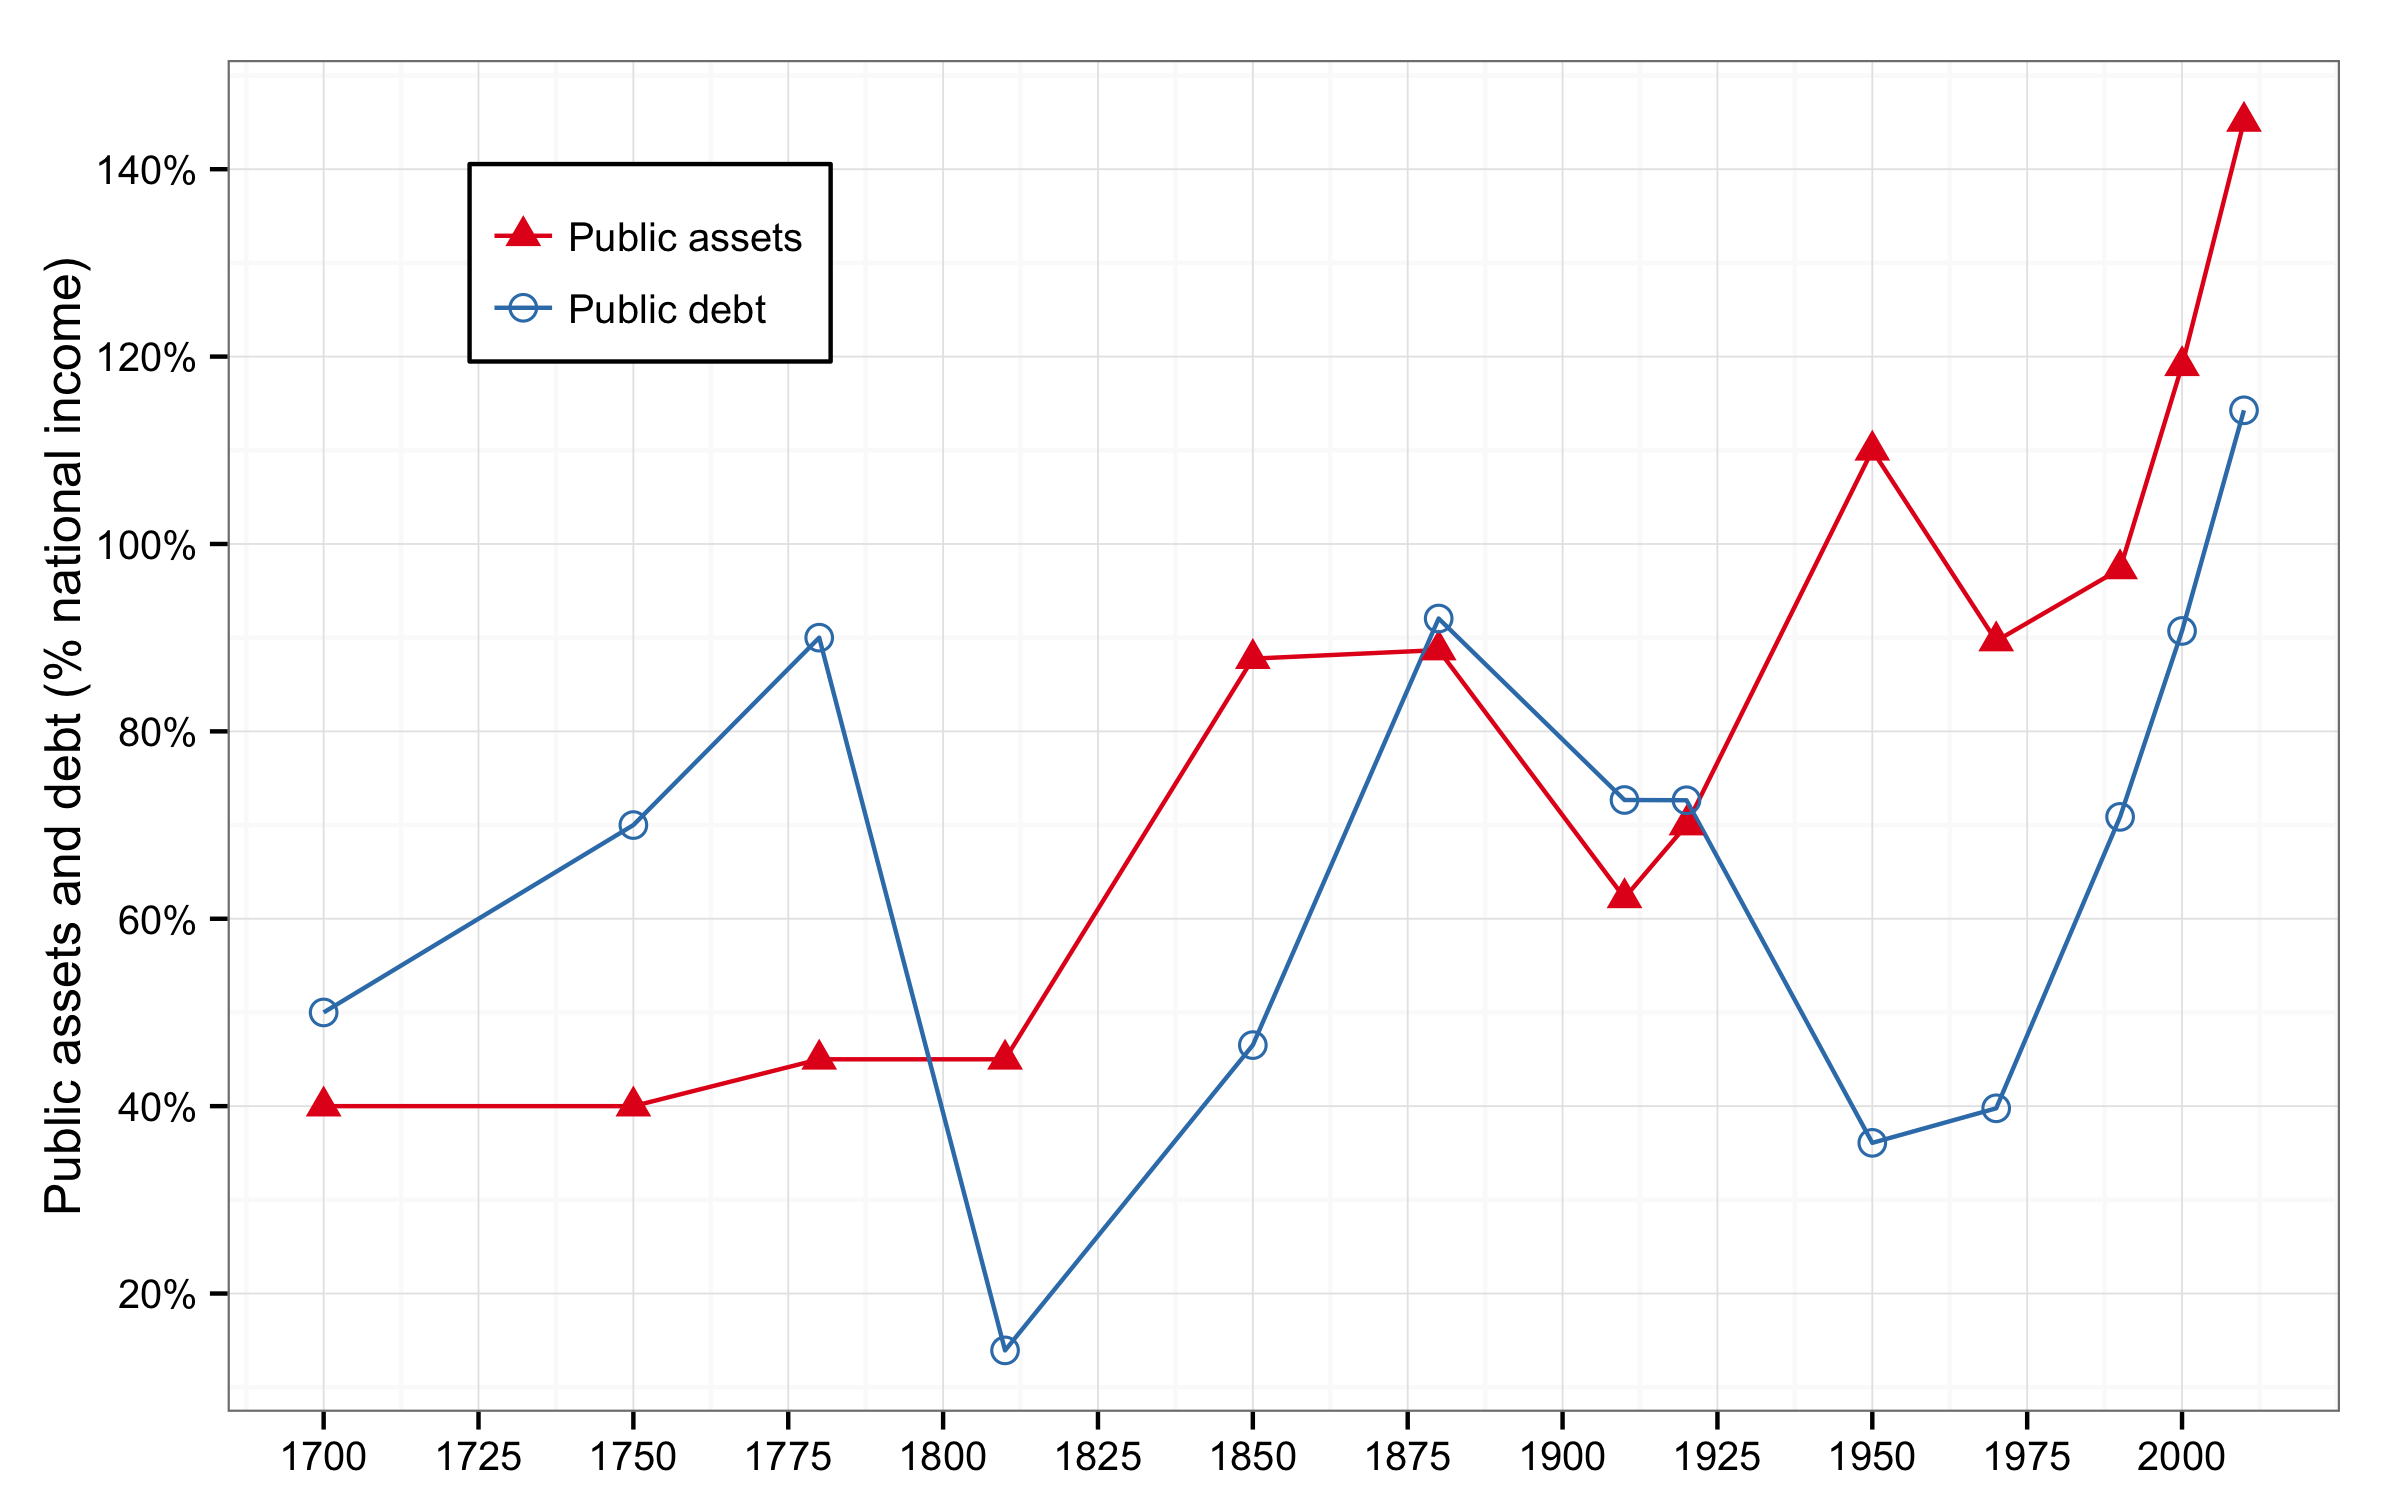 Public assets and debt (% national income)
140%
120%
100%
80%
60%
40%
20%
Public assets
Public debt
1700 1725 1750 1775 1800 1825 1850 1875 1900 1925 1950 1975 2000